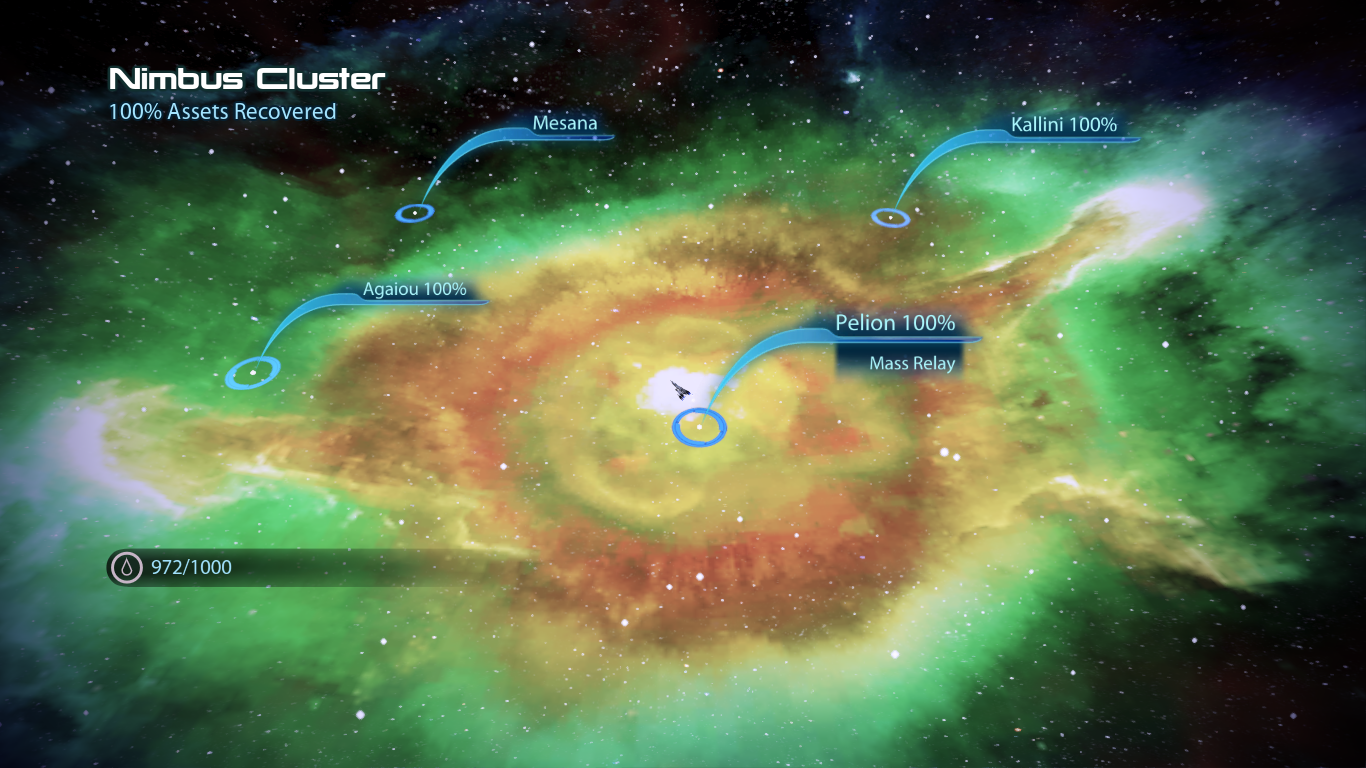 Nimbus Cluster
100% Assets Recovered
Mesana
Kallini 100%
Agaiou 100%
Pelion 100%
Mass Relay
972/1000